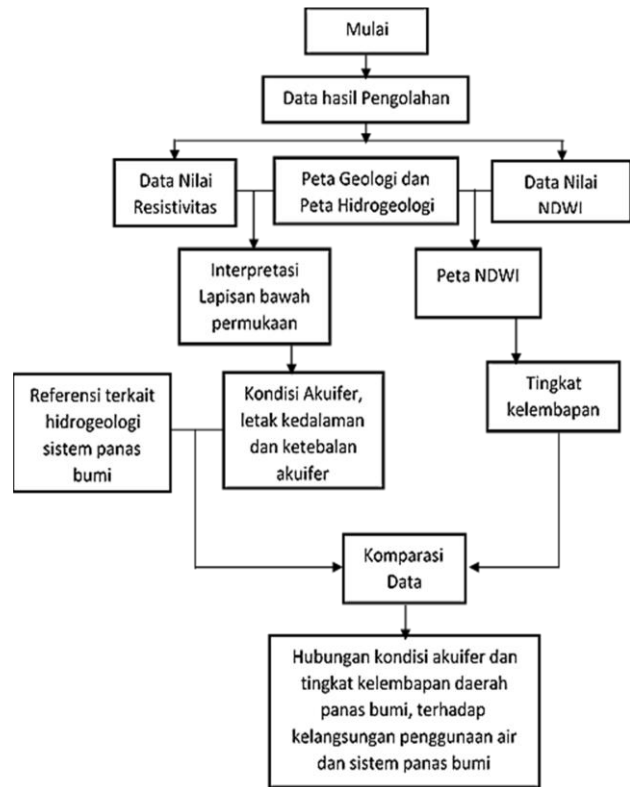 Mulai
Data hasil Pengolahan
Data Nilai
Resistivitas
Peta Geologi dan
Peta Hidrogeologi
Data Nilai
NDWI
Interpretasi
Lapisan bawah
permukaan
Peta NDWI
Referensi terkait
hidrogeologi
sistem panas
bumi
Kondisi Akuifer,
letak kedalaman
dan ketebalan
akuifer
Tingkat
kelembapan
Komparasi
Data
Hubungan kondisi akuifer dan
tingkat kelembapan daerah
panas bumi, terhadap
kelangsungan penggunaan air
dan sistem panas bumi